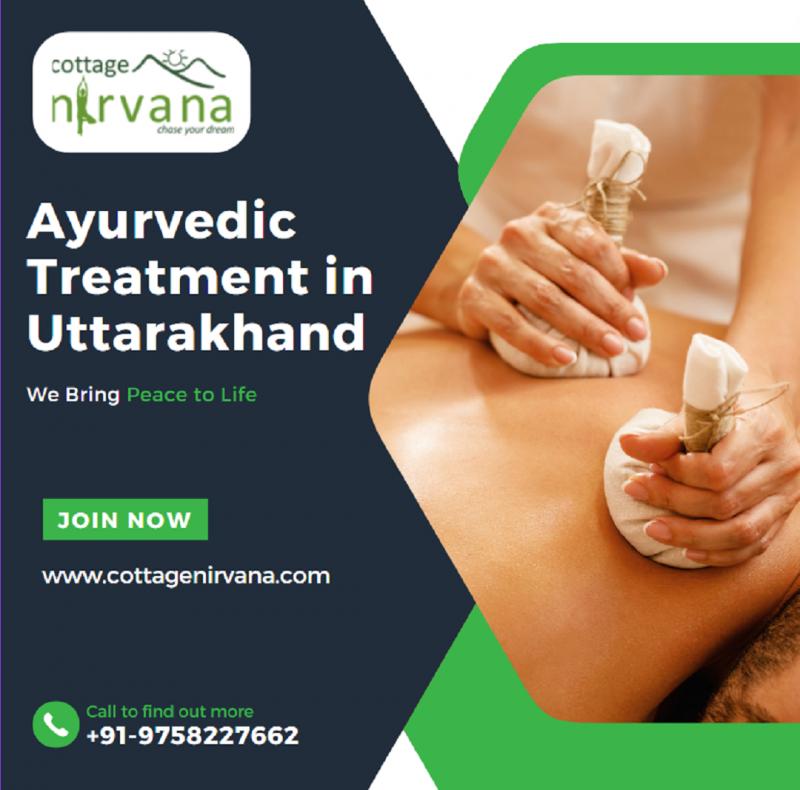 cottage
nirvana
chase your dream
Ayurvedic
Treatment in
Uttarakhand
We Bring Peace to Life
JOIN NOW
www.cottagenirvana.com
Call to find out more
+91-9758227662